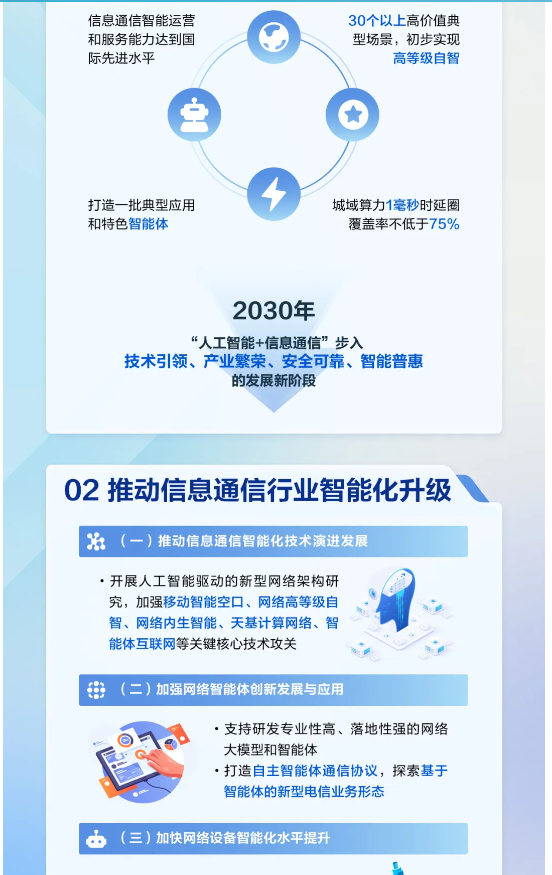 信息通信智能运营
和服务能力达到国
际先进水平
30个以上高价值典
型场景，初步实现
高等级自智
打造一批典型应用
和特色智能体
城域算力1毫秒时延圈
覆盖率不低于75%
2030年
“人工智能+信息通信”步入
技术引领、产业繁荣、安全可靠、智能普惠
的发展新阶段
02 推动信息通信行业智能化升级
（一）推动信息通信智能化技术演进发展
·开展人工智能驱动的新型网络架构研
究，加强移动智能空口、网络高等级自
智、网络内生智能、天基计算网络、智
能体互联网等关键核心技术攻关
（二）加强网络智能体创新发展与应用
·支持研发专业性高、落地性强的网络
大模型和智能体
·打造自主智能体通信协议，探索基于
智能体的新型电信业务形态
（三）加快网络设备智能化水平提升